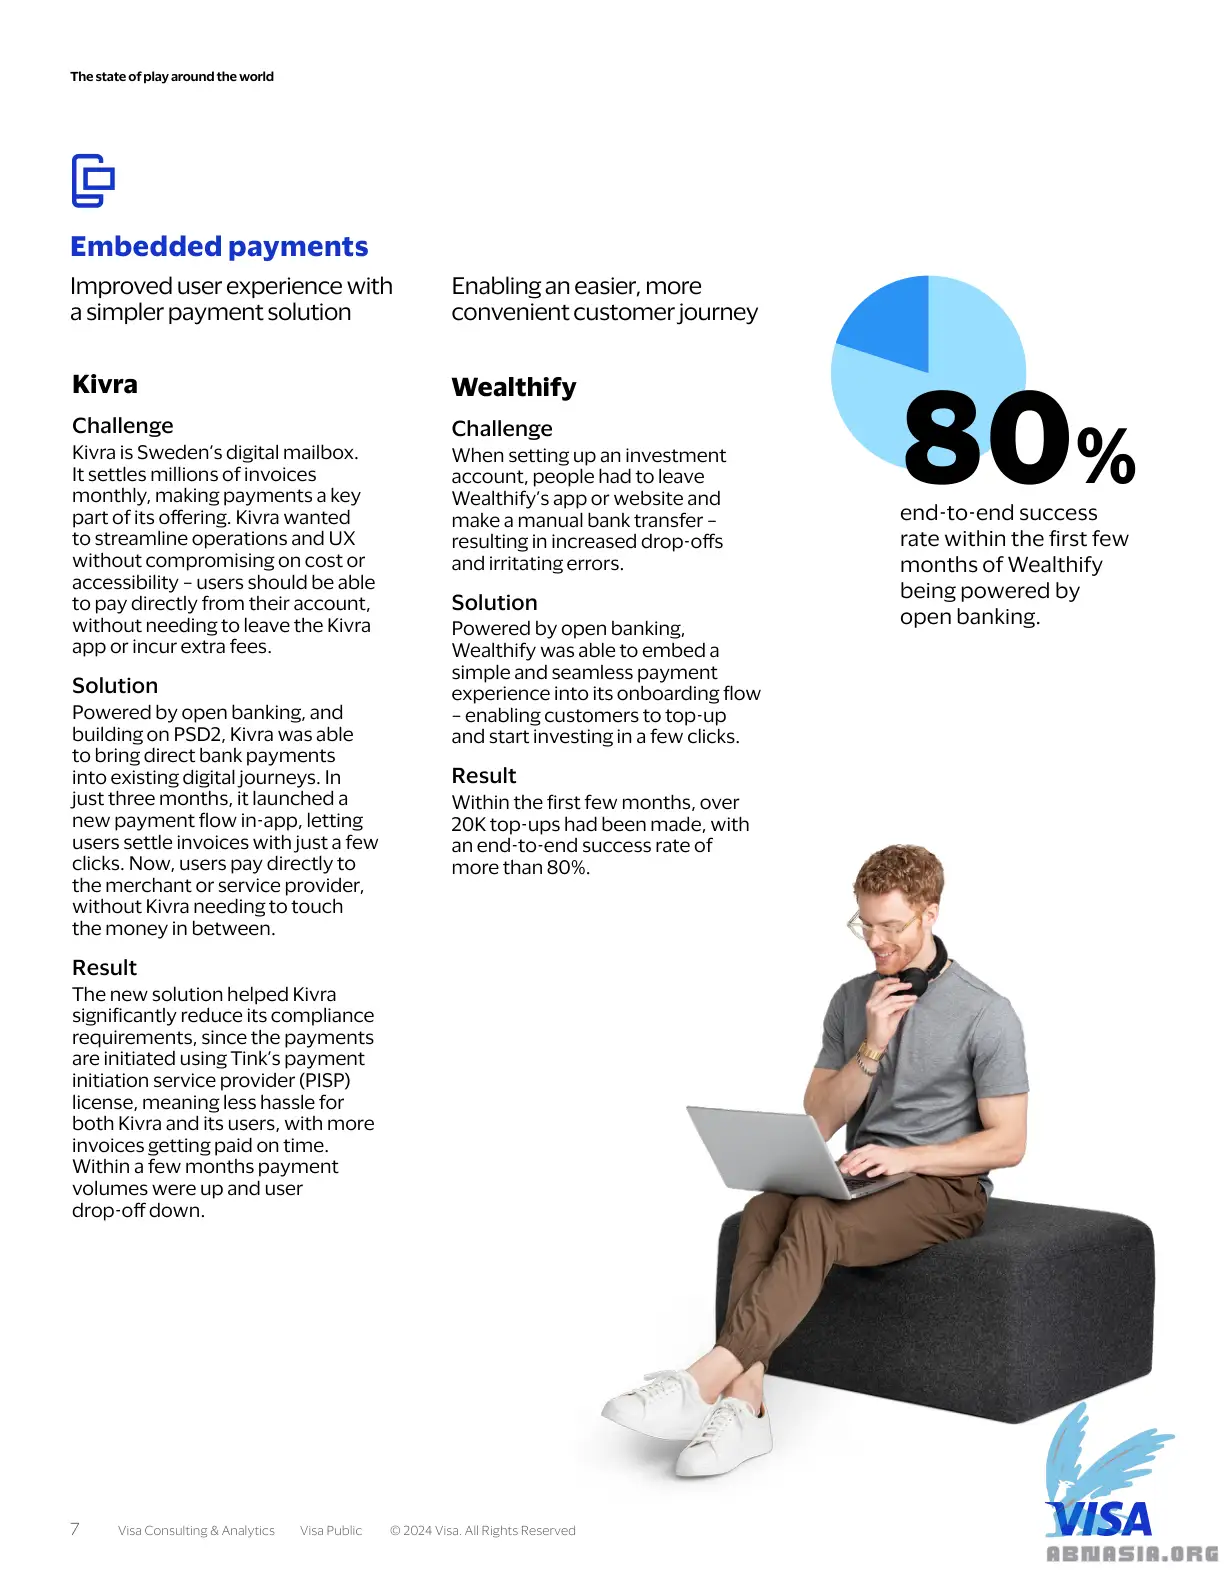 The state of play around the world
Embedded payments
Improved user experience with
a simpler payment solution
Kivra
Challenge
Kivra is Sweden's digital mailbox.
It settles millions of invoices
monthly, making payments a key
part of its offering. Kivra wanted
to streamline operations and UX
without compromising on cost or
accessibility – users should be able
to pay directly from their account,
without needing to leave the Kivra
app or incur extra fees.
Solution
Powered by open banking, and
building on PSD2, Kivra was able
to bring direct bank payments
into existing digital journeys. In
just three months, it launched a
new payment flow in-app, letting
users settle invoices with just a few
clicks. Now, users pay directly to
the merchant or service provider,
without Kivra needing to touch
the money in between.
Result
The new solution helped Kivra
significantly reduce its compliance
requirements, since the payments
are initiated using Tink's payment
initiation service provider (PISP)
license, meaning less hassle for
both Kivra and its users, with more
invoices getting paid on time.
Within a few months payment
volumes were up and user
drop-off down.
Enabling an easier, more
convenient customer journey
Wealthify
Challenge
When setting up an investment
account, people had to leave
Wealthify's app or website and
make a manual bank transfer –
resulting in increased drop-offs
and irritating errors.
Solution
Powered by open banking,
Wealthify was able to embed a
simple and seamless payment
experience into its onboarding flow
– enabling customers to top-up
and start investing in a few clicks.
Result
Within the first few months, over
20K top-ups had been made, with
an end-to-end success rate of
more than 80%.
80%
end-to-end success
rate within the first few
months of Wealthify
being powered by
open banking.
7 Visa Consulting & Analytics Visa Public © 2024 Visa. All Rights Reserved
VISA
ABNASIA.ORG